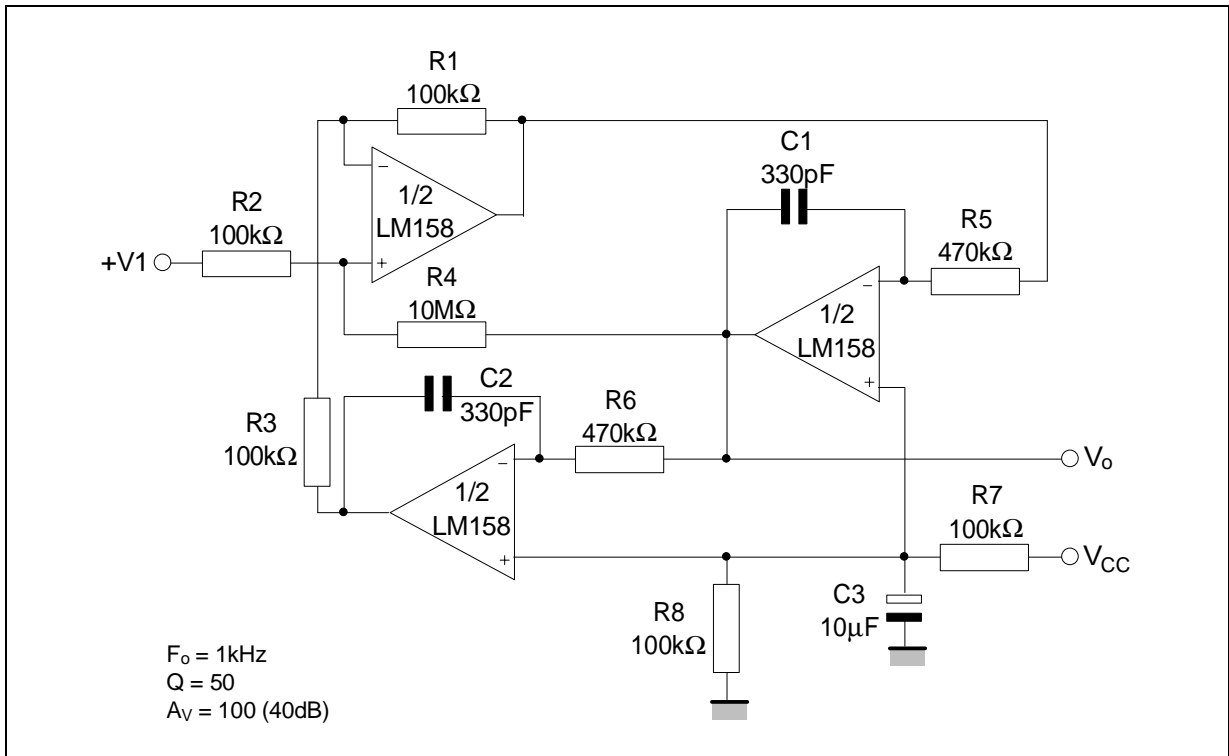 R1
100kΩ
C1
330pF
−
1/2
LM158
+
R2
100kΩ
+V1
R5
470kΩ
R4
10MΩ
−
1/2
LM158
+
C2
330pF
R6
470kΩ
R3
100kΩ
Vo
−
1/2
LM158
+
R7
100kΩ
VCC
R8
100kΩ
C3
10μF
Fo = 1kHz
Q = 50
AV = 100 (40dB)